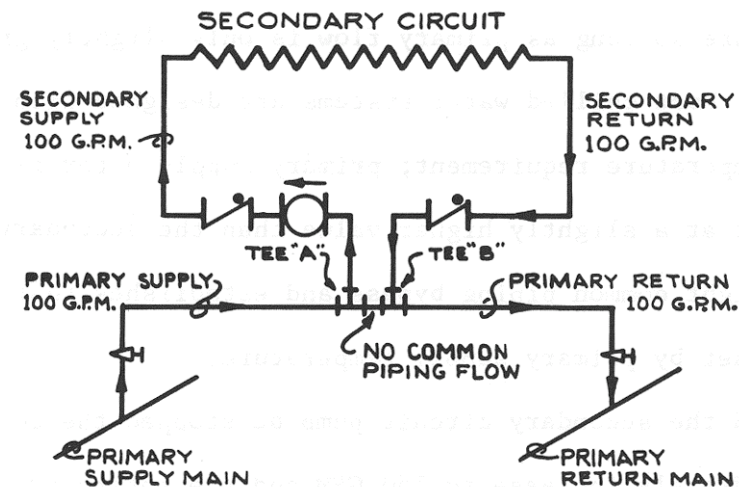 SECONDARY CIRCUIT
SECONDARY
SUPPLY
100 G.P.M.
SECONDARY
RETURN
100 G.P.M.
TEE "A"
TEE "B"
PRIMARY SUPPLY
100 G.P.M.
PRIMARY RETURN
100 G.P.M.
NO COMMON
PIPING FLOW
PRIMARY
SUPPLY MAIN
PRIMARY
RETURN MAIN